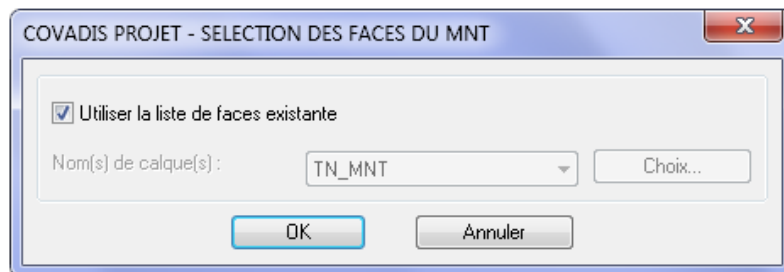 COVADIS PROJET - SELECTION DES FACES DU MNT
Utiliser la liste de faces existante
Nom(s) de calque(s) : TN_MNT Choix...
OK Annuler